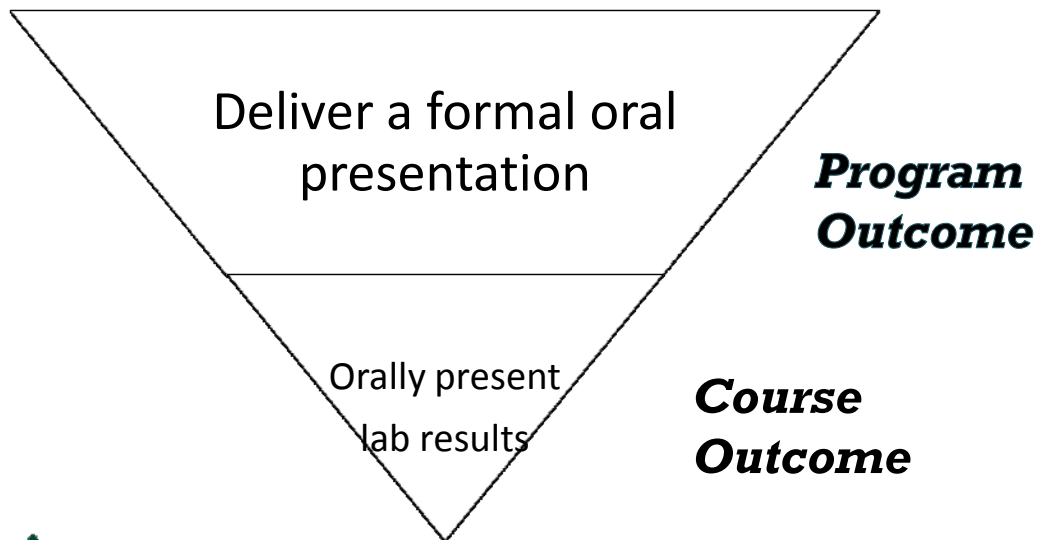 Deliver a formal oral
presentation
Program
Outcome
Orally present
lab results
Course
Outcome